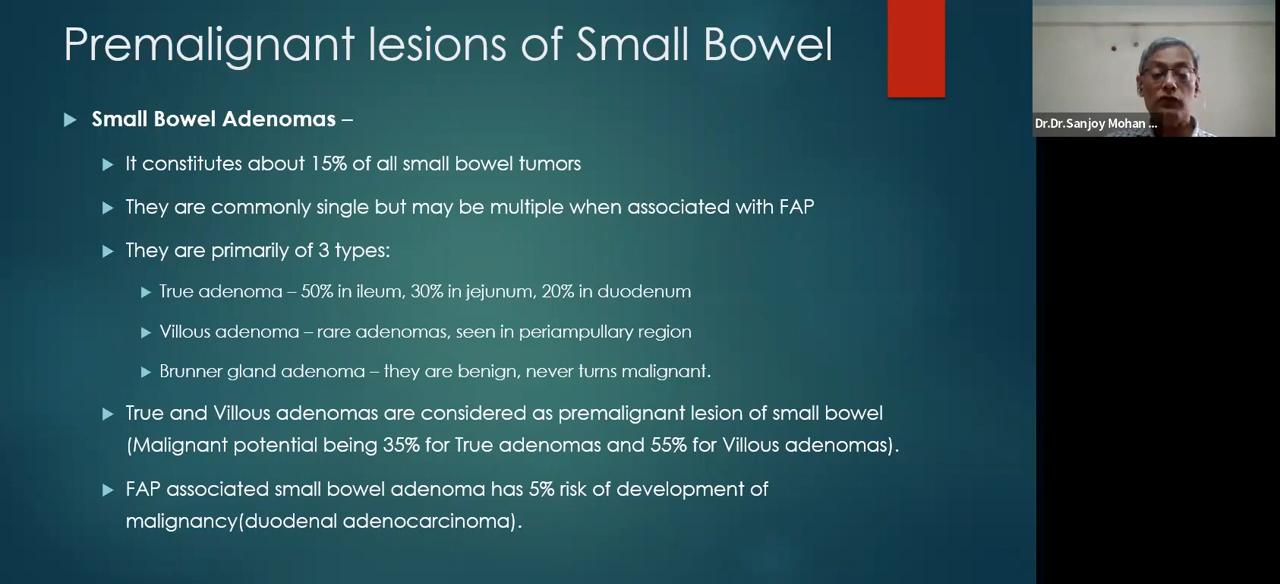 Premalignant lesions of Small Bowel
Small Bowel Adenomas –
It constitutes about 15% of all small bowel tumors
They are commonly single but may be multiple when associated with FAP
They are primarily of 3 types:
True adenoma – 50% in ileum, 30% in jejunum, 20% in duodenum
Villous adenoma – rare adenomas, seen in periampullary region
Brunner gland adenoma – they are benign, never turns malignant.
True and Villous adenomas are considered as premalignant lesion of small bowel
(Malignant potential being 35% for True adenomas and 55% for Villous adenomas).
FAP associated small bowel adenoma has 5% risk of development of
malignancy(duodenal adenocarcinoma).
Dr.Dr.Sanjoy Mohan ...